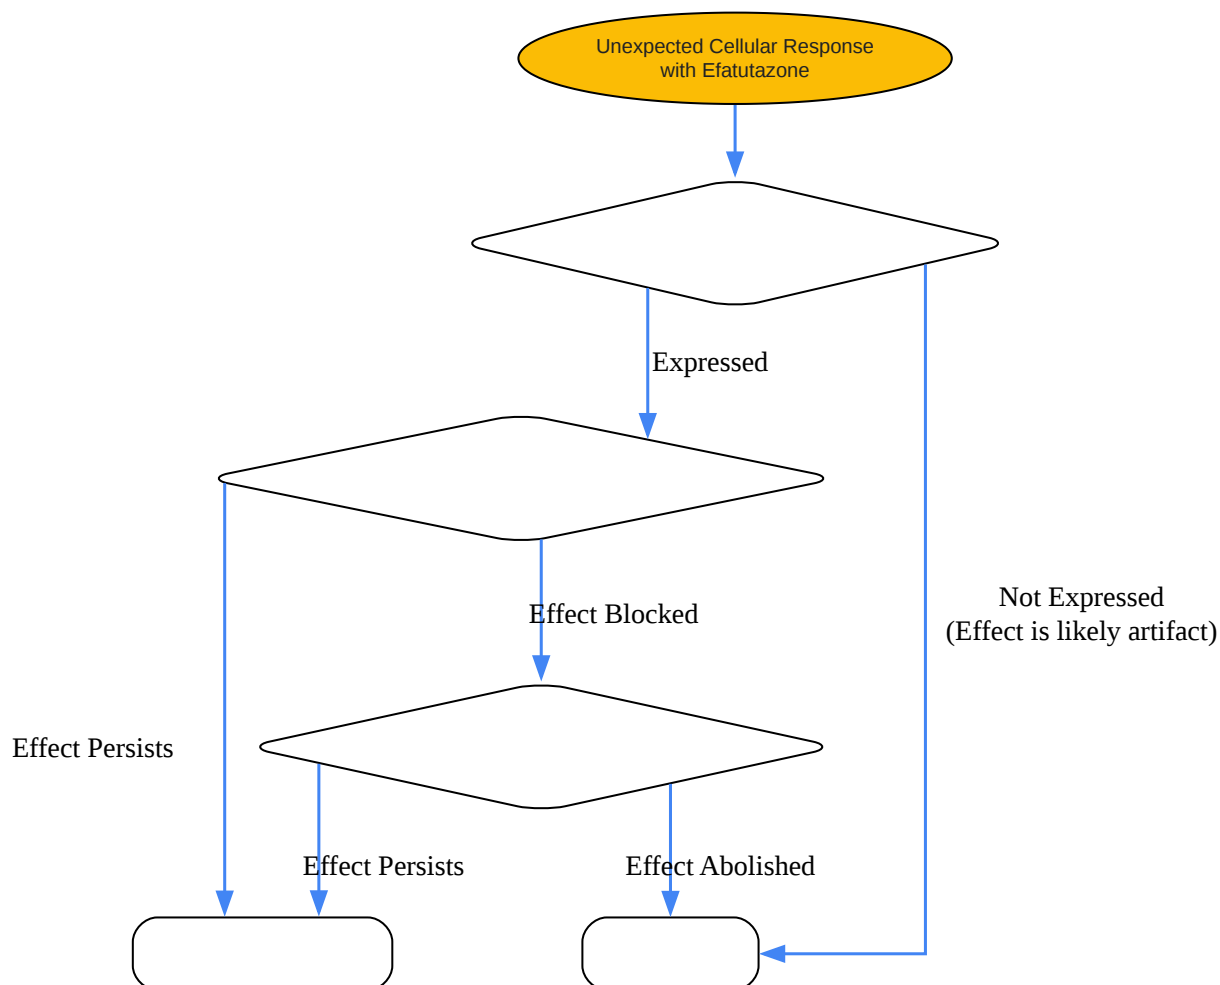 Unexpected Cellular Response
with Efatutazone
Expressed
Not Expressed
(Effect is likely artifact)
Effect Blocked
Effect Persists
Effect Persists
Effect Abolished